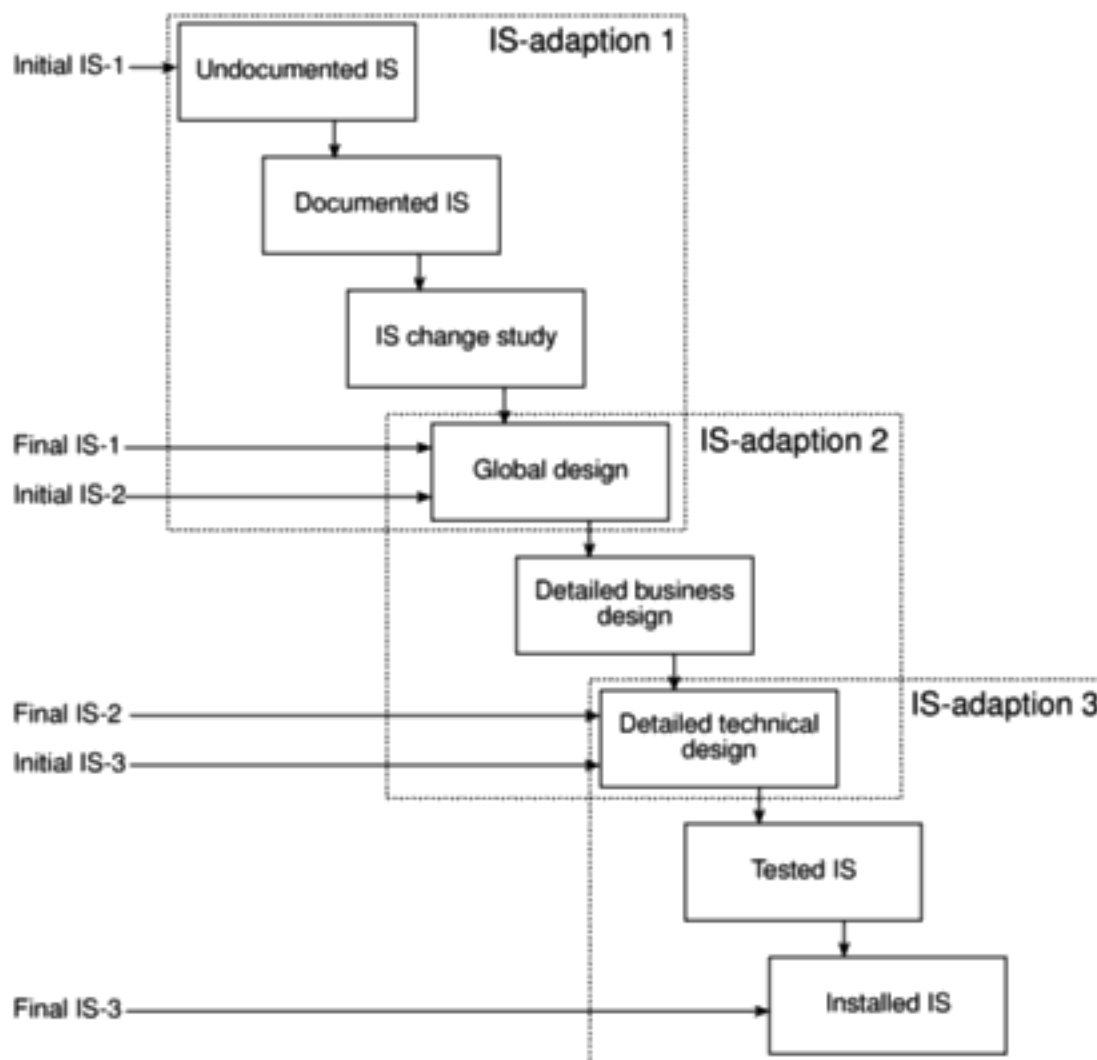 IS-adaption 1
Initial IS-1
Undocumented IS
Documented IS
IS change study
Final IS-1
IS-adaption 2
Global design
Initial IS-2
Detailed business
design
Final IS-2
IS-adaption 3
Detailed technical
design
Initial IS-3
Tested IS
Installed IS
Final IS-3